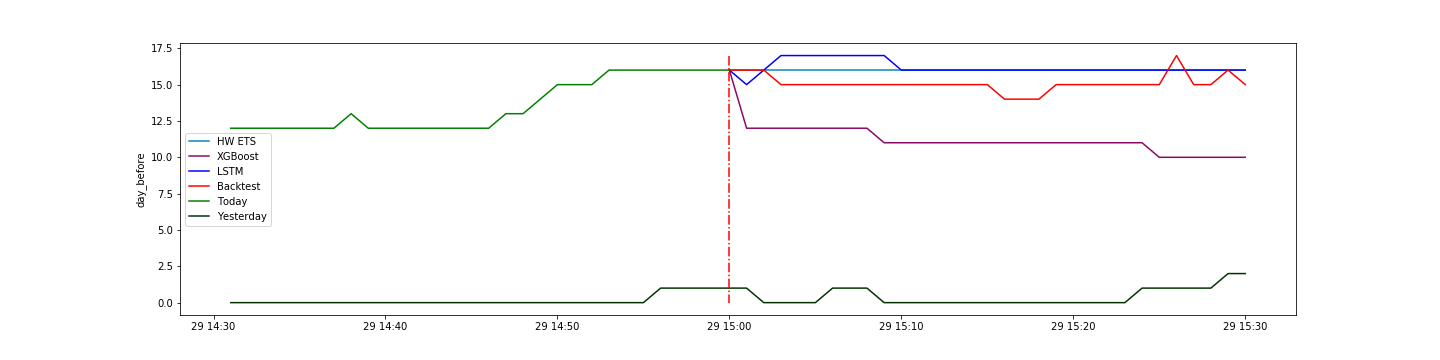 17.5
15.0
12.5
10.0
7.5
5.0
2.5
0.0
day_before
HW ETS
XGBoost
LSTM
Backtest
Today
Yesterday
29 14:30 29 14:40 29 14:50 29 15:00 29 15:10 29 15:20 29 15:30